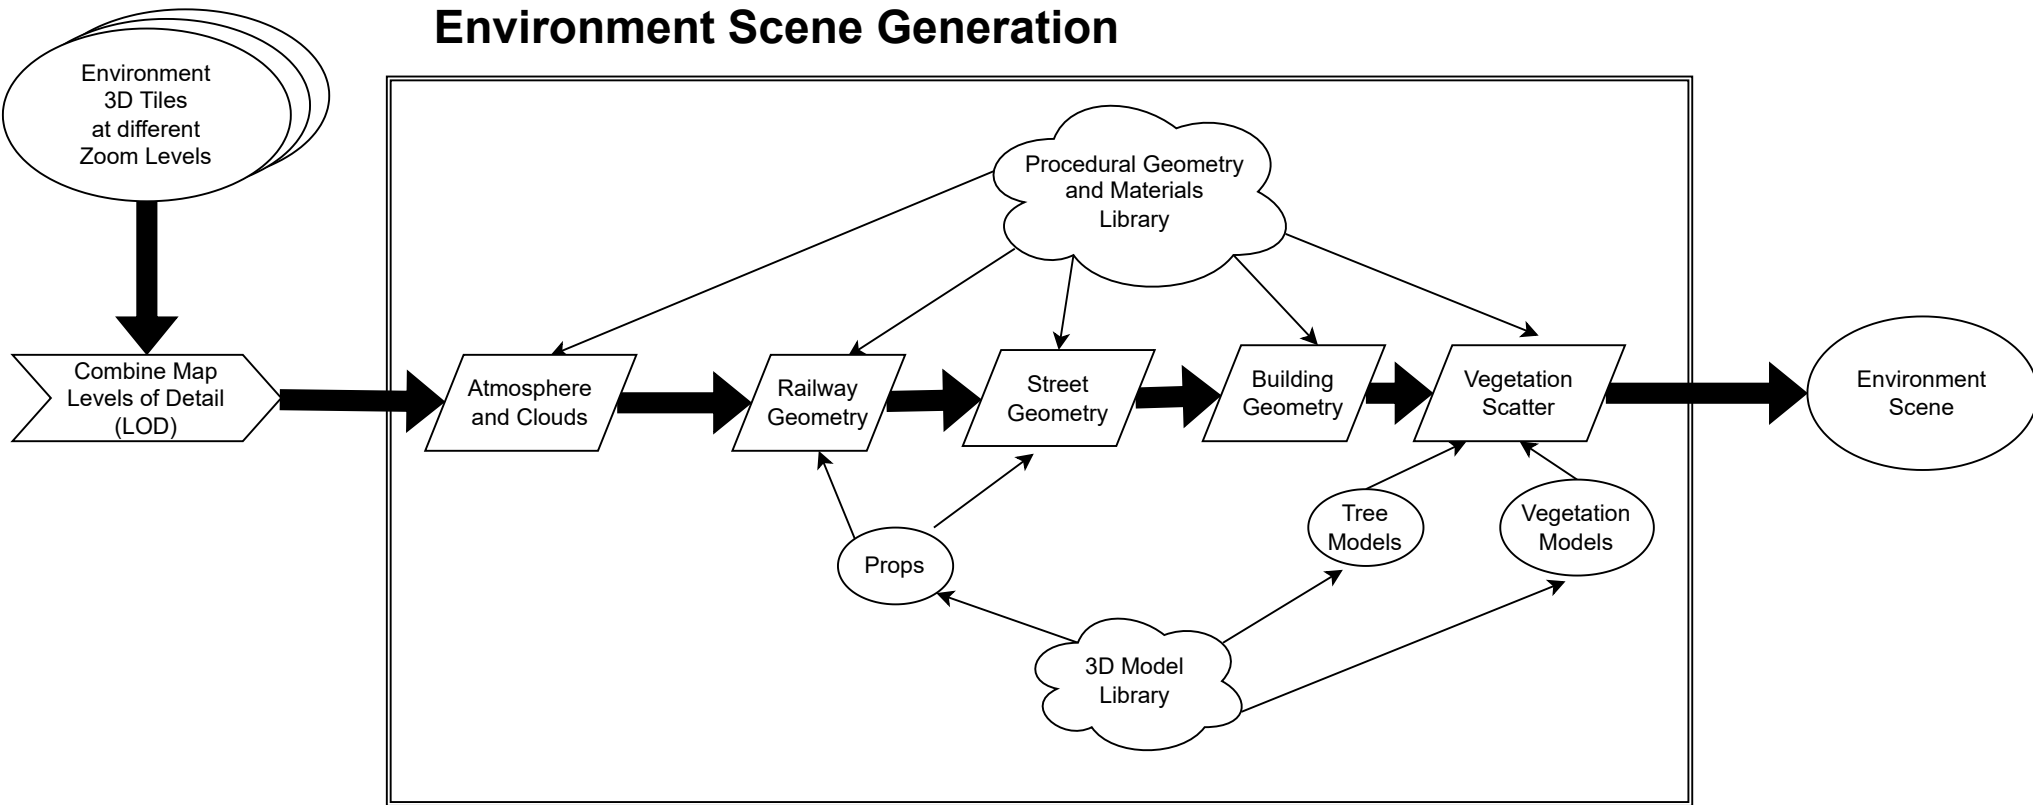 Environment Scene Generation
Environment
3D Tiles
at different
Zoom Levels
Procedural Geometry
and Materials
Library
Combine Map
Levels of Detail
(LOD)
Atmosphere
and Clouds
Railway
Geometry
Street
Geometry
Building
Geometry
Vegetation
Scatter
Environment
Scene
Props
Tree
Models
Vegetation
Models
3D Model
Library